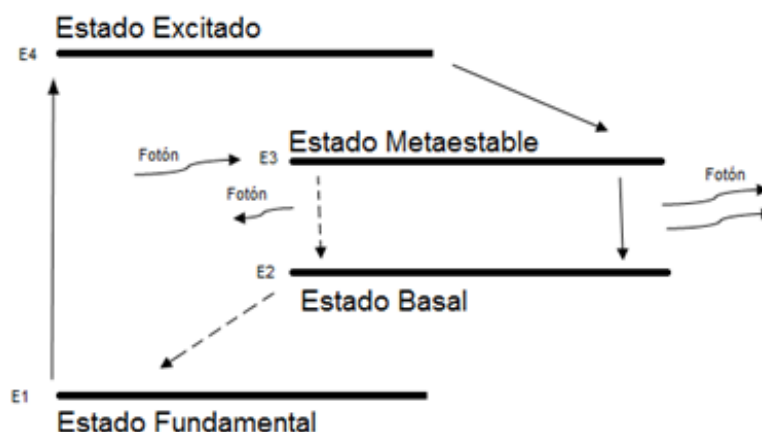 Estado Excitado
E4
Estado Metaestable
Fotón
E3
Fotón
Fotón
E2
Estado Basal
E1
Estado Fundamental